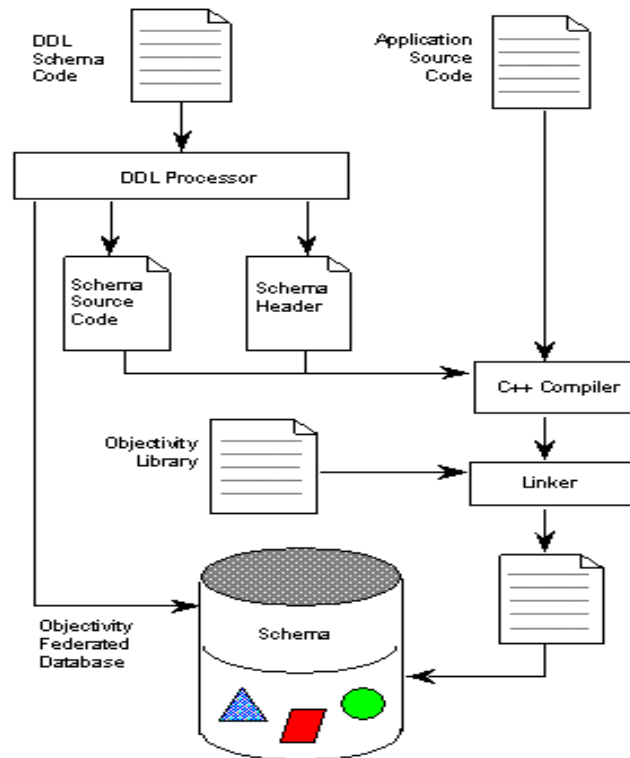 DDL
Schema
Code
Application
Source
Code
DDL Processor
Schema
Source
Code
Schema
Header
C++ Compiler
Objectivity
Library
Linker
Objectivity
Federated
Database
Schema